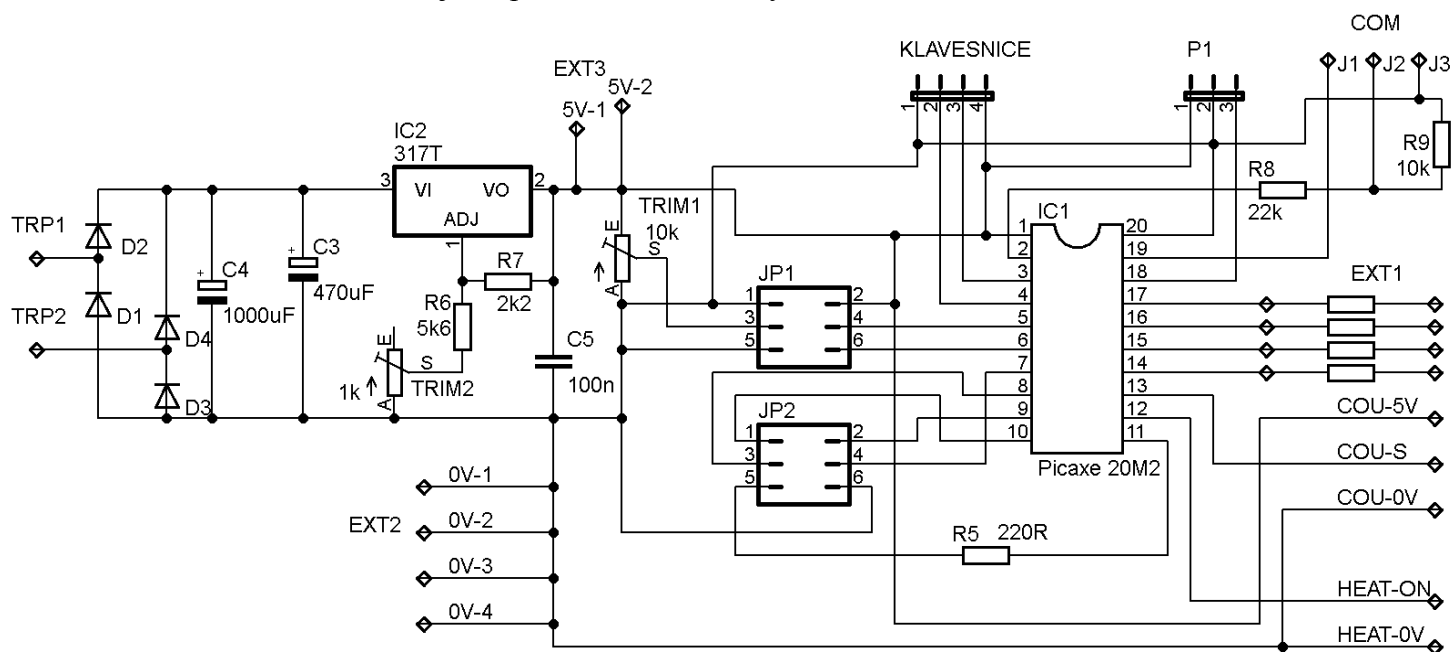 COM
KLAVESNICE
P1
J1 J2 J3
EXT3
5V-2
5V-1
1 2 3 4
1 2 3
R9
10k
IC2
317T
3 VI VO 2
ADJ
1
TRIM1
10k
E
S
A
R8
22k
IC1
TRP1
D2
C4
1000uF
+
C3
470uF
+
R7
2k2
R6
5k6
JP1
1 2
3 4
5 6
1 20
2 19
3 18
4 17
5 16
6 15
7 14
8 13
9 12
10 11
Picaxe 20M2
EXT1
TRP2
D1
D4
D3
E
S
A
1k
TRIM2
C5
100n
JP2
1 2
3 4
5 6
COU-5V
COU-S
COU-0V
0V-1
EXT2
0V-2
0V-3
0V-4
R5 220R
HEAT-ON
HEAT-0V